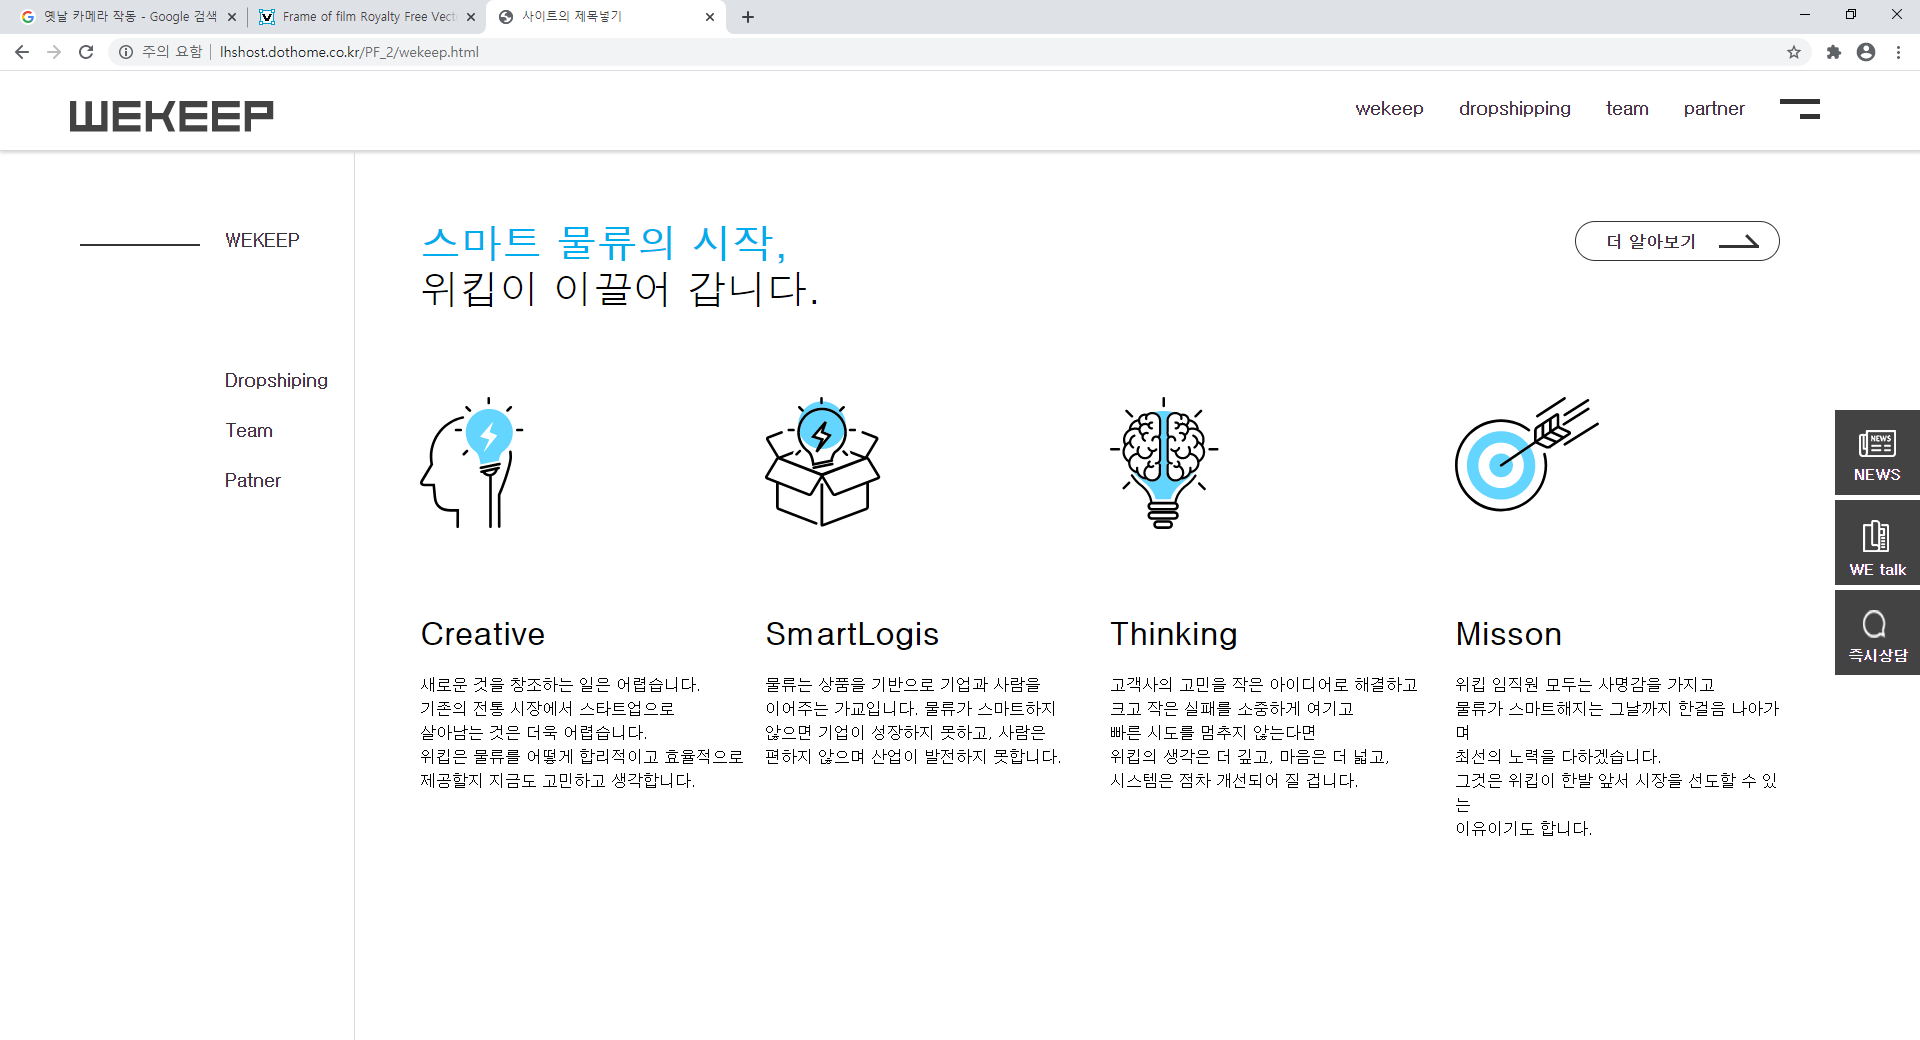 옛날 카메라 작동 - Google 검색
Frame of film Royalty Free Vect
사이트의 제목넣기
주의 요함
lhshost.dothome.co.kr/PF_2/wekeep.html
WEKEEP
wekeep
dropshipping
team
partner
WEKEEP
Dropshiping
Team
Patner
스마트 물류의 시작,
위킵이 이끌어 갑니다.
더 알아보기
Creative
새로운 것을 창조하는 일은 어렵습니다.
기존의 전통 시장에서 스타트업으로
살아남는 것은 더욱 어렵습니다.
위킵은 물류를 어떻게 합리적이고 효율적으로
제공할지 지금도 고민하고 생각합니다.
SmartLogis
물류는 상품을 기반으로 기업과 사람을
이어주는 가교입니다. 물류가 스마트하지
않으면 기업이 성장하지 못하고, 사람은
편하지 않으며 산업이 발전하지 못합니다.
Thinking
고객사의 고민을 작은 아이디어로 해결하고
크고 작은 실패를 소중하게 여기고
빠른 시도를 멈추지 않는다면
위킵의 생각은 더 깊고, 마음은 더 넓고,
시스템은 점차 개선되어 질 겁니다.
Misson
위킵 임직원 모두는 사명감을 가지고
물류가 스마트해지는 그날까지 한걸음 나아가
며
최선의 노력을 다하겠습니다.
그것은 위킵이 한발 앞서 시장을 선도할 수 있
는
이유이기도 합니다.
NEWS
NEWS
WE talk
즉시상담